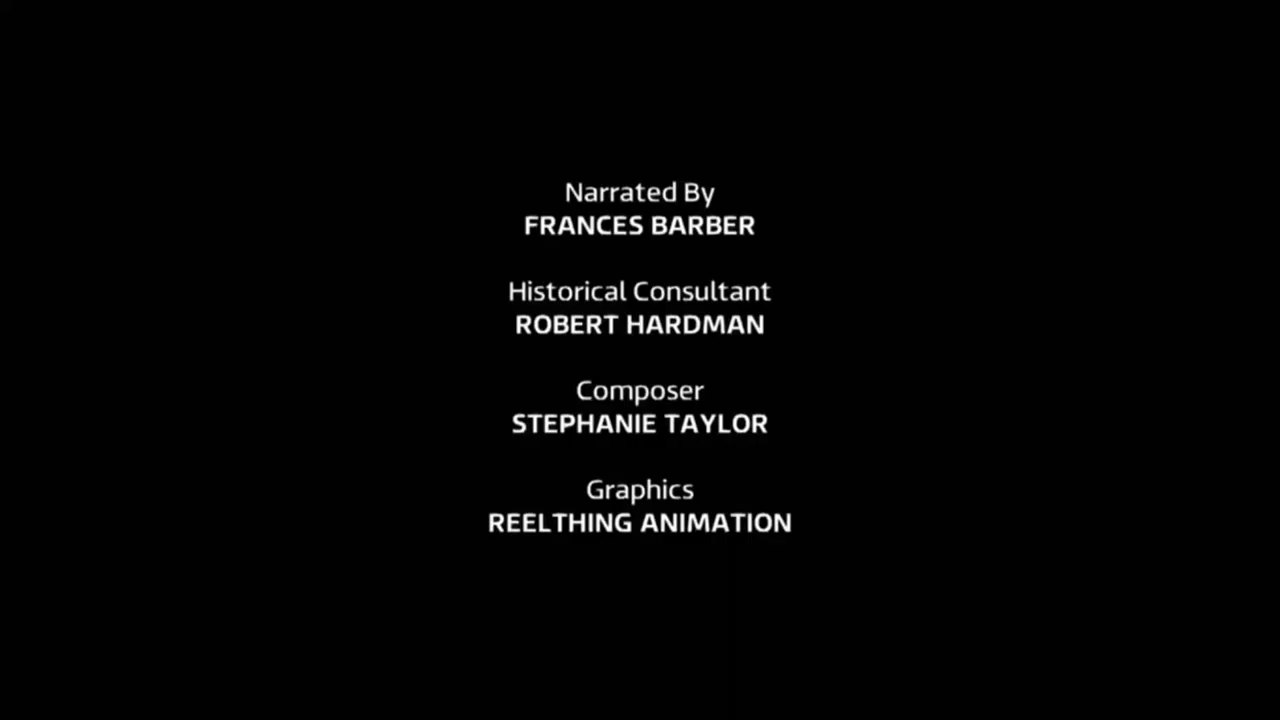 Narrated By
FRANCES BARBER
Historical Consultant
ROBERT HARDMAN
Composer
STEPHANIE TAYLOR
Graphics
REELTHING ANIMATION